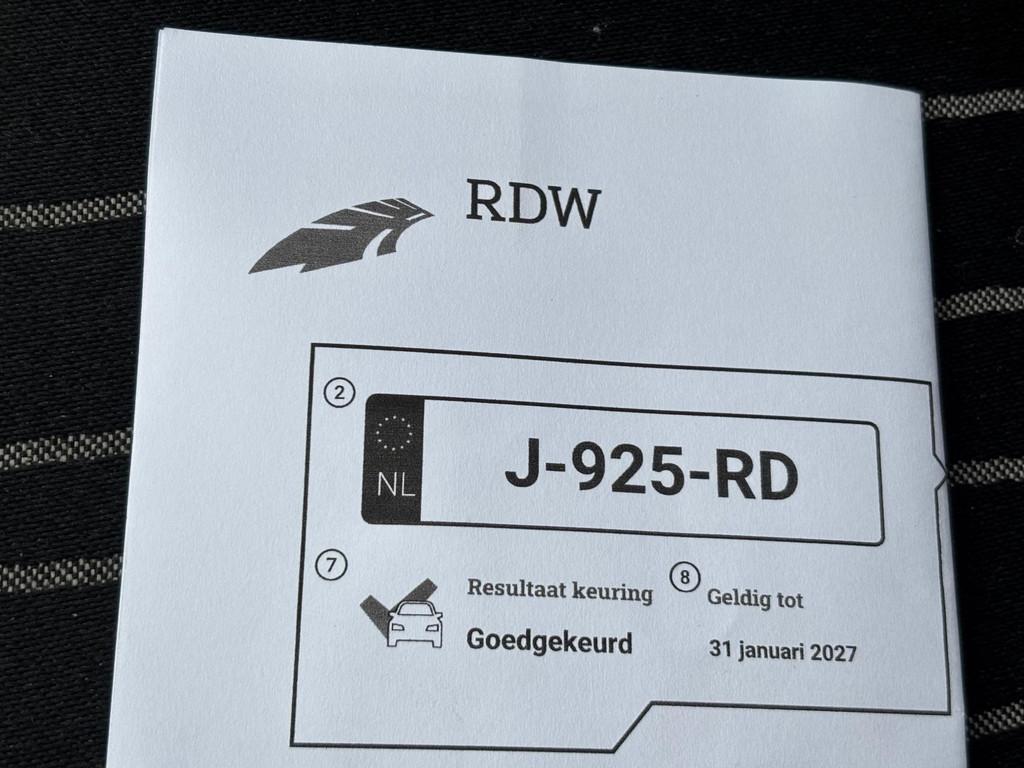 RDW
2
NL
J-925-RD
7
Resultaat keuring
Goedgekeurd
8
Geldig tot
31 januari 2027